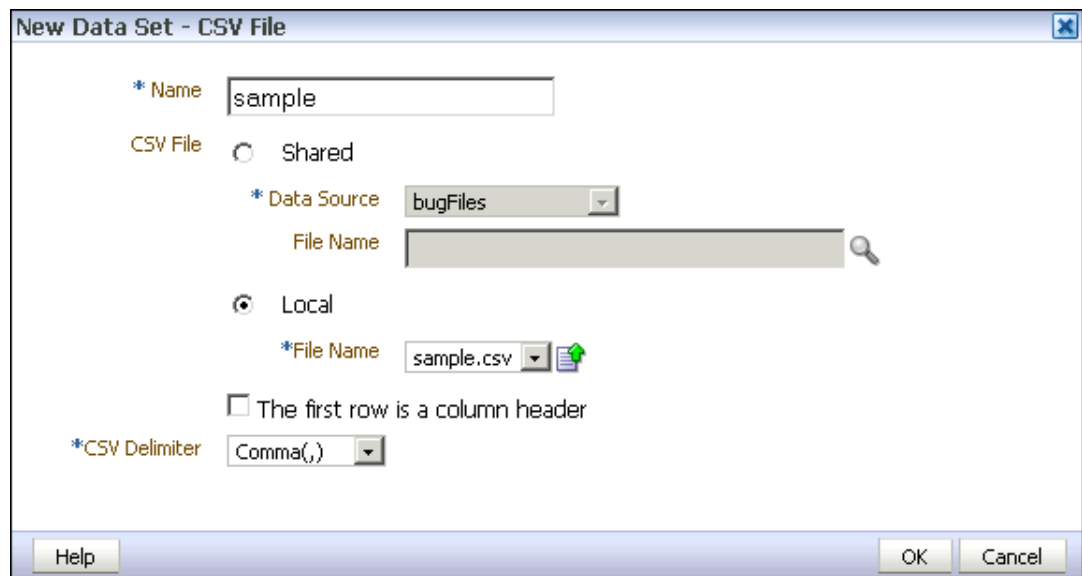 New Data Set - CSV File
* Name
sample
CSV File
Shared
* Data Source
bugFiles
File Name
Local
*File Name
sample.csv
The first row is a column header
*CSV Delimiter
Comma(,)
Help
OK
Cancel